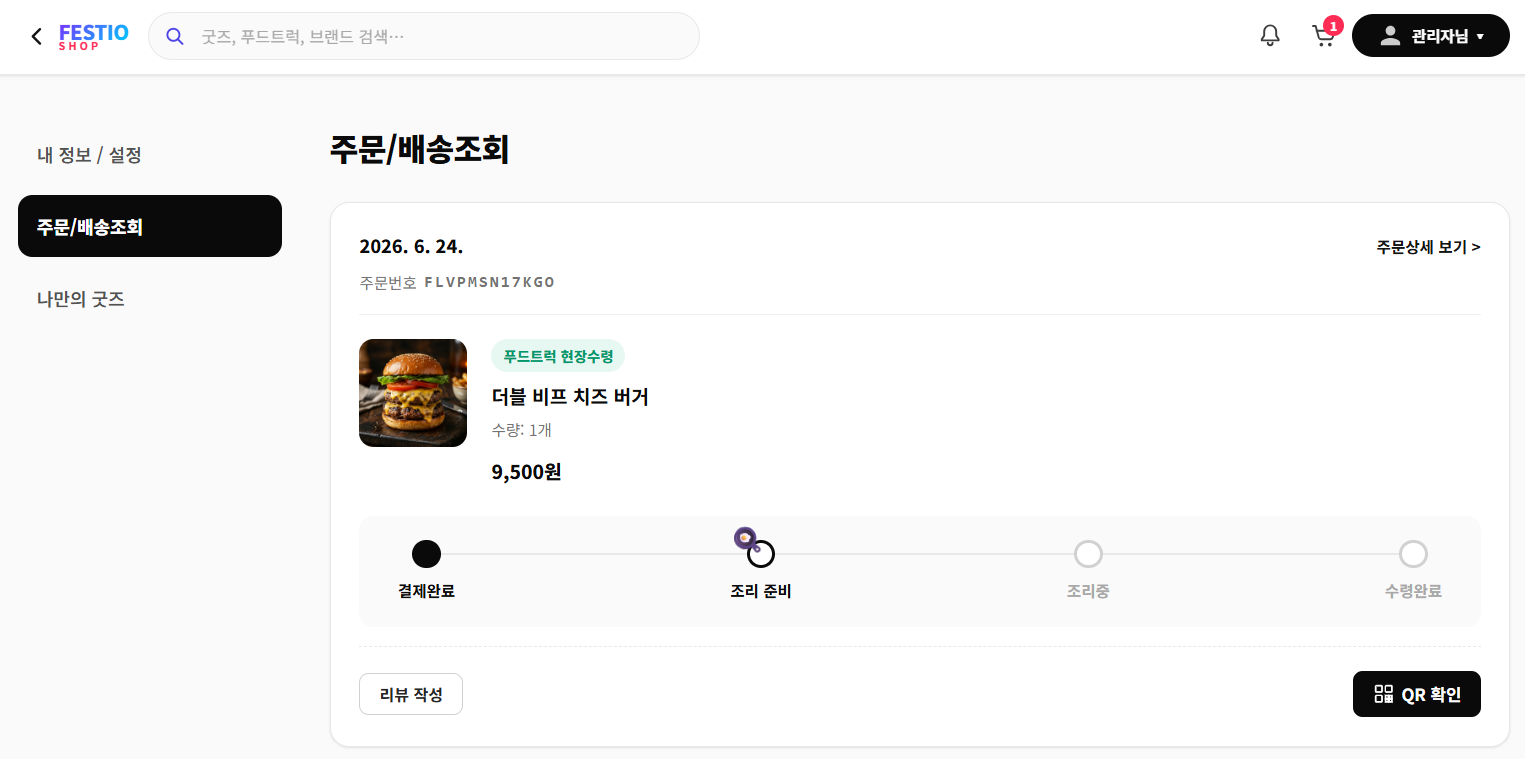 FESTIO
SHOP
굿즈, 푸드트럭, 브랜드 검색…
1
관리자님
내 정보 / 설정
주문/배송조회
나만의 굿즈
주문/배송조회
2026. 6. 24.
주문상세 보기 >
주문번호 FLVPMSN17KGO
푸드트럭 현장수령
더블 비프 치즈 버거
수량: 1개
9,500원
결제완료
조리 준비
조리중
수령완료
리뷰 작성
QR 확인